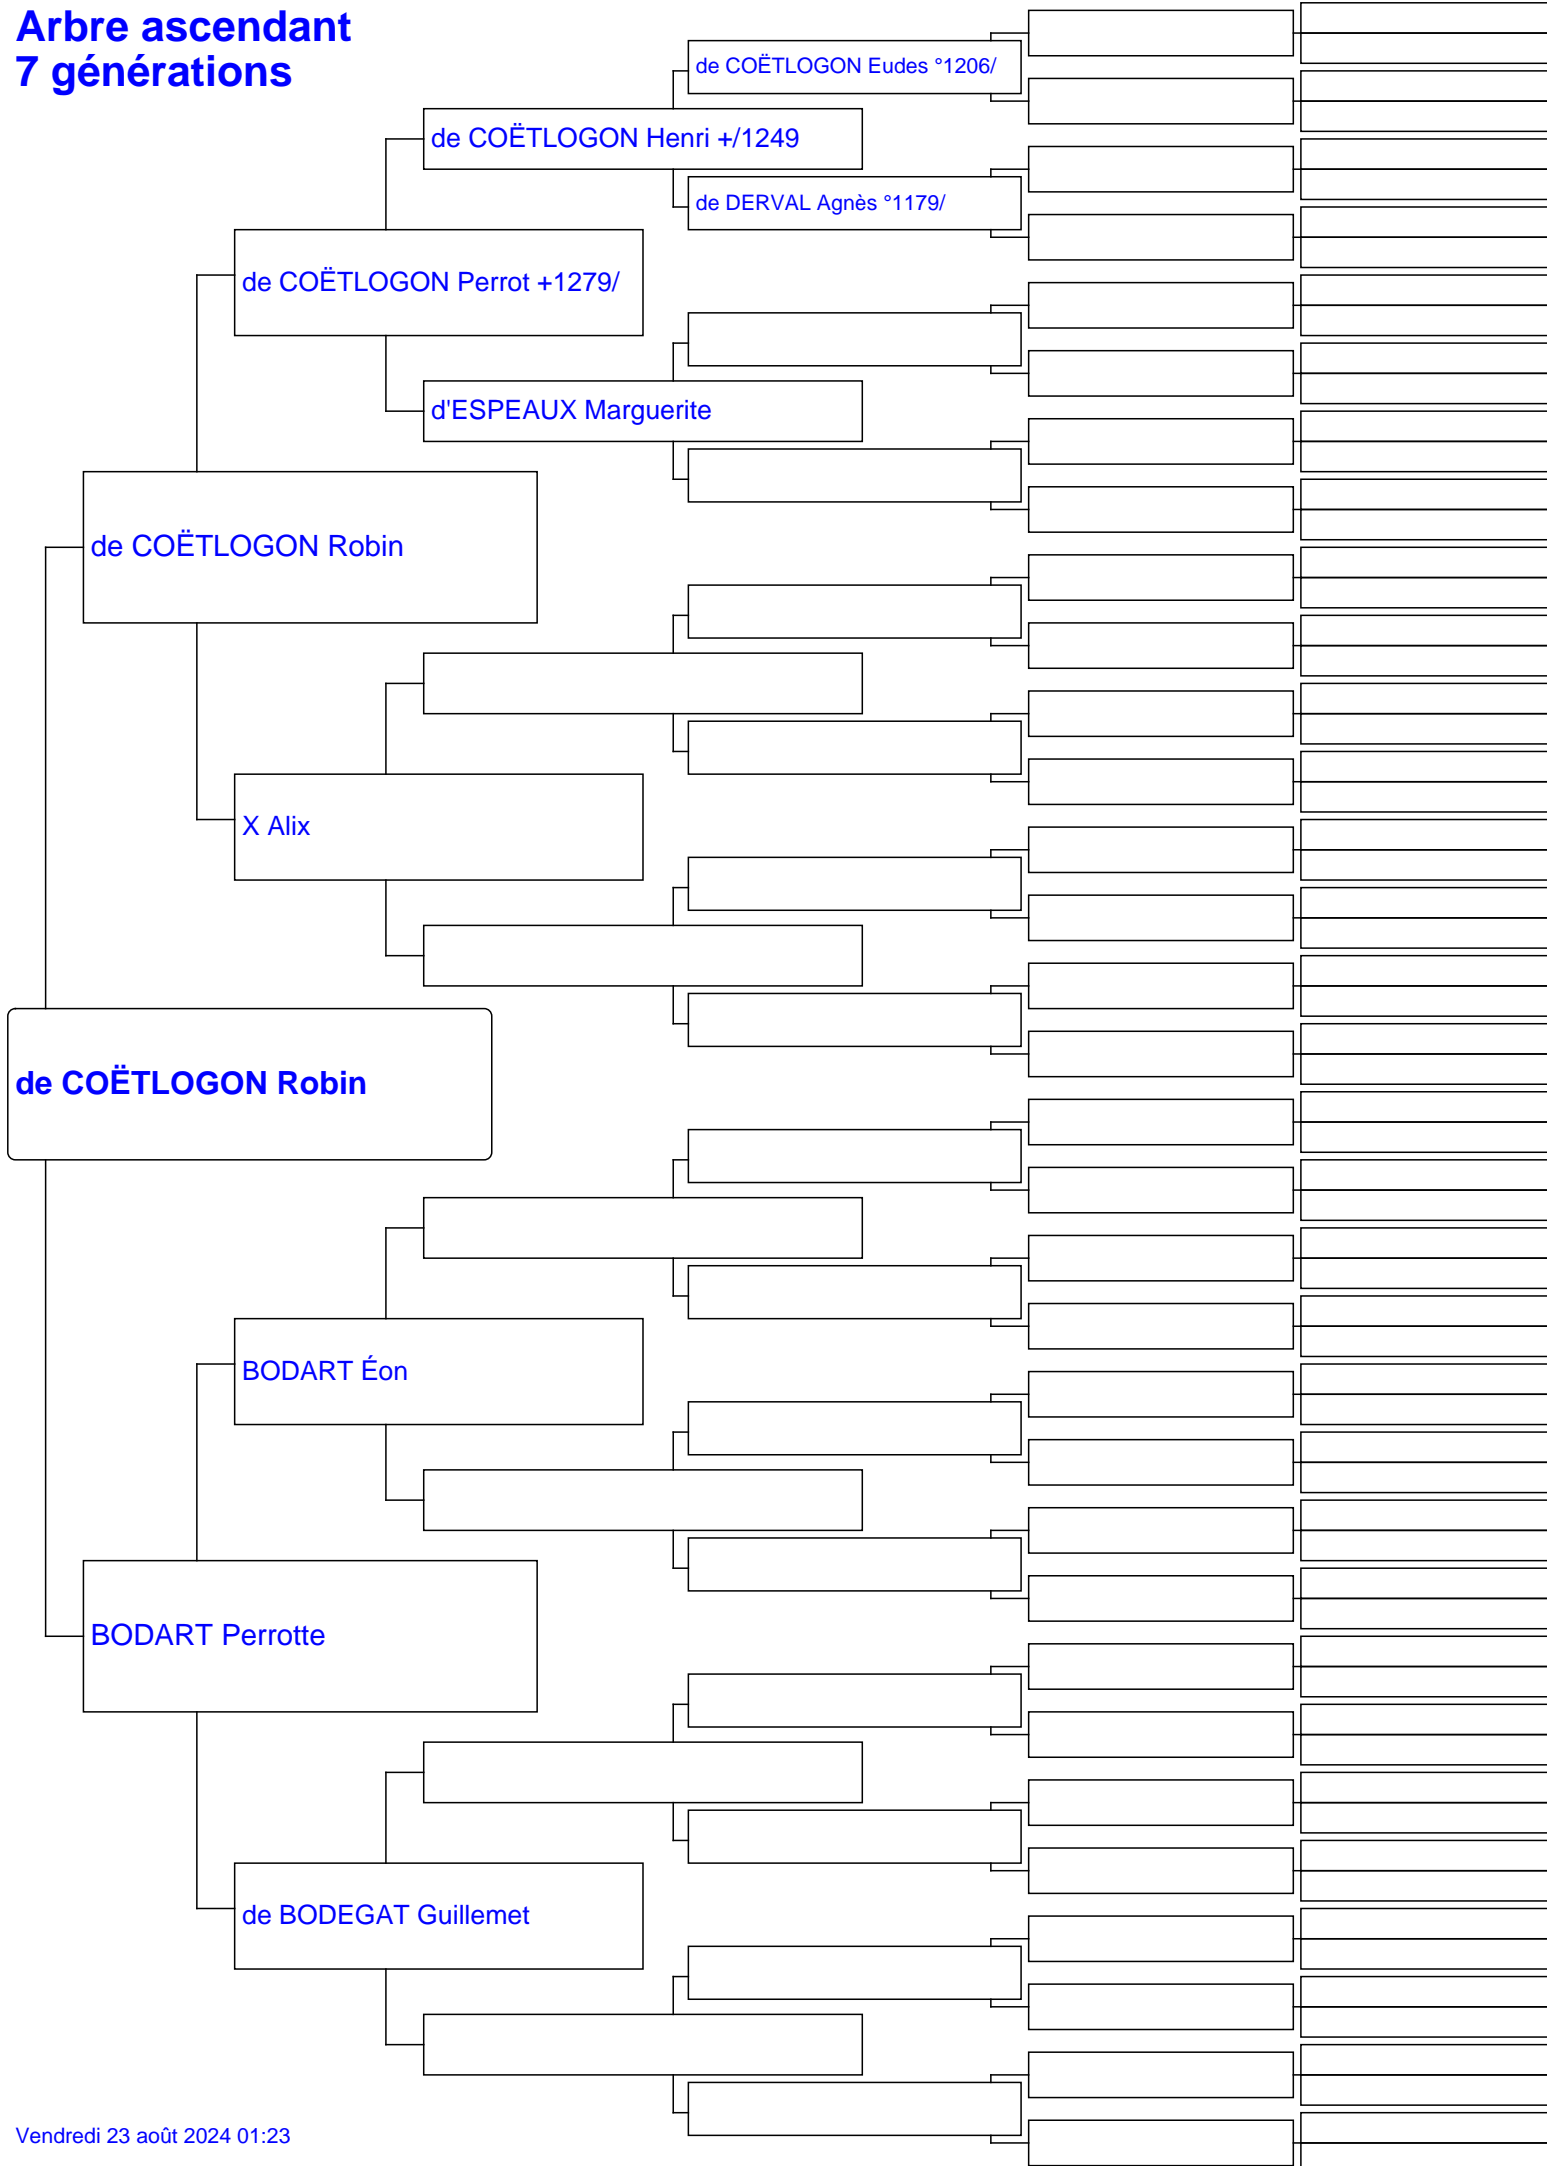 Arbre ascendant
7 générations
de COËTLOGON Eudes °1206/
de COËTLOGON Henri +/1249
de DERVAL Agnès °1179/
de COËTLOGON Perrot +1279/
d'ESPEAUX Marguerite
de COËTLOGON Robin
X Alix
de COËTLOGON Robin
BODART Éon
BODART Perrotte
de BODEGAT Guillemet
Vendredi 23 août 2024 01:23